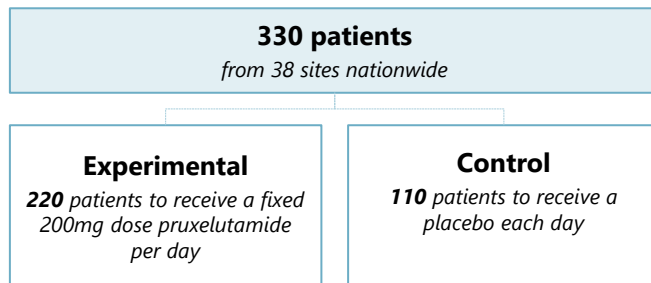 330 patients
from 38 sites nationwide
Experimental
220 patients to receive a fixed
200mg dose pruxelutamide
per day
Control
110 patients to receive a
placebo each day